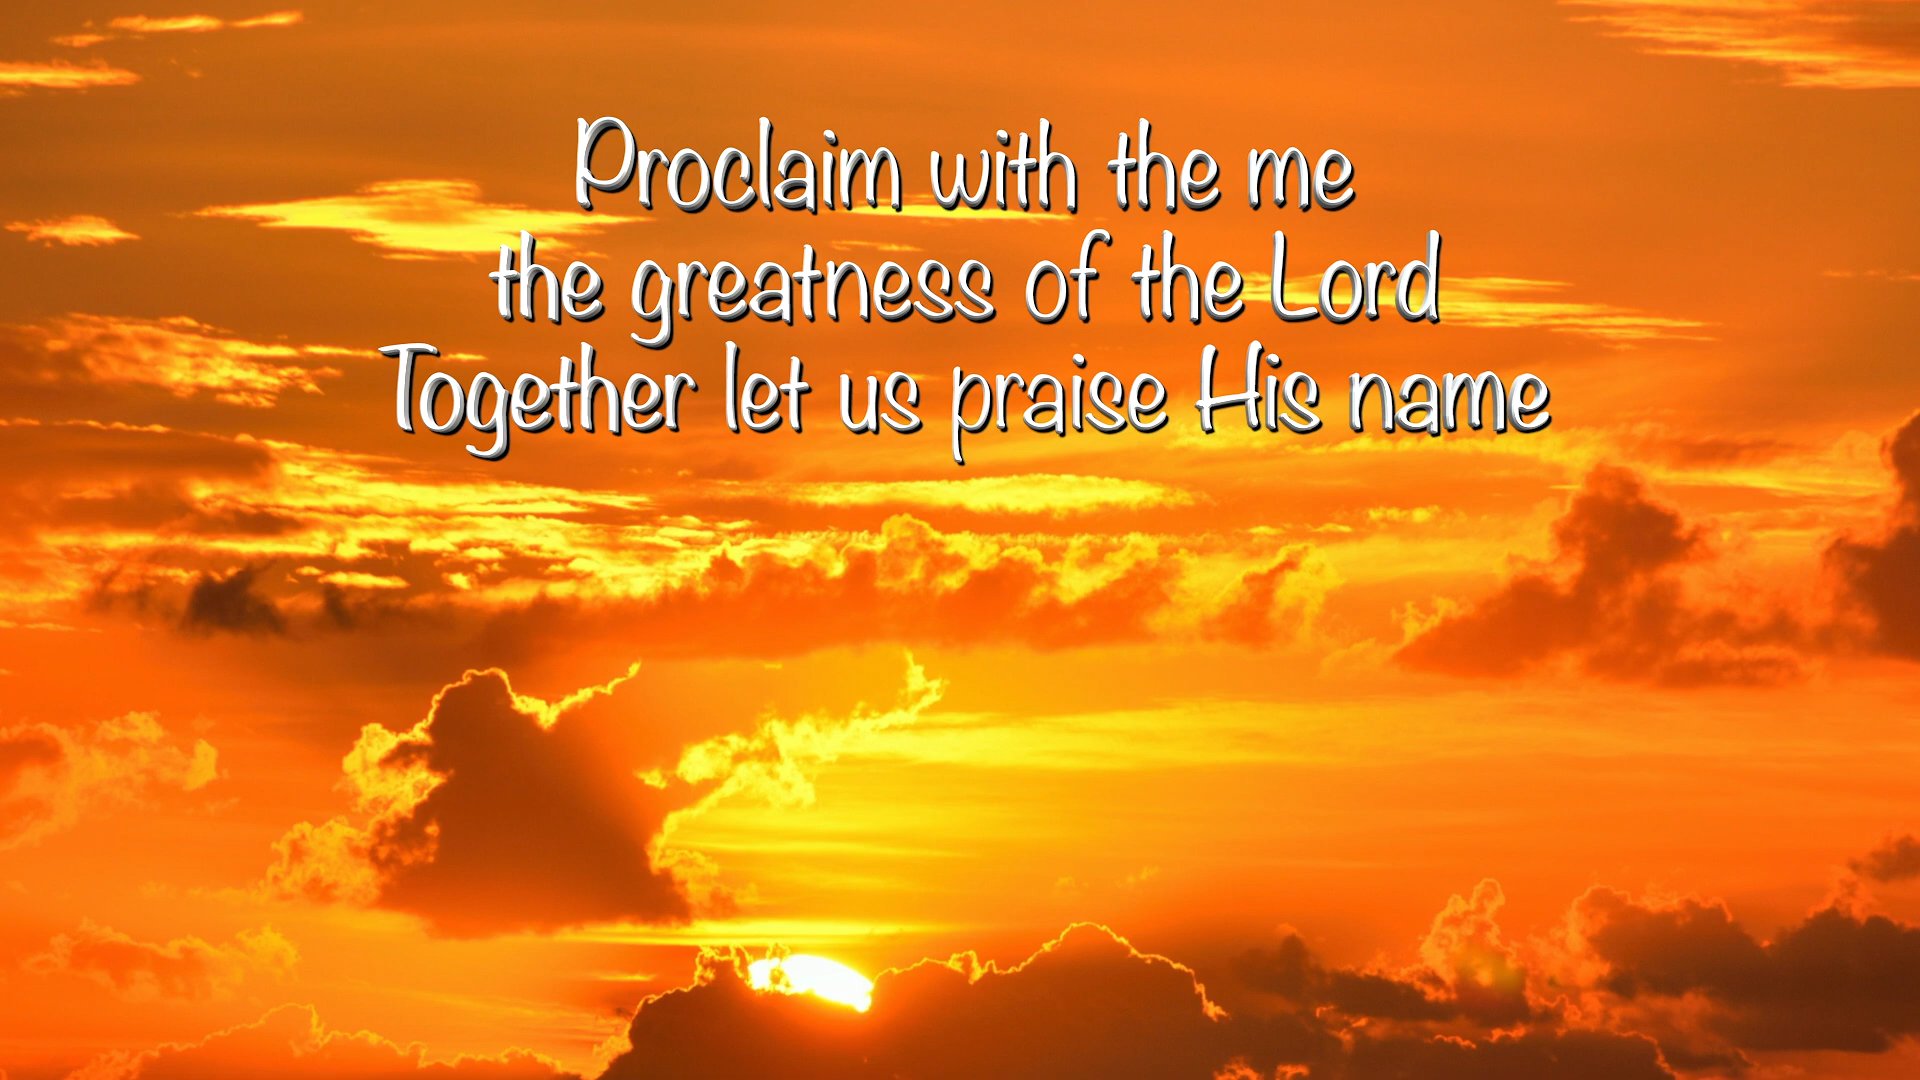 Proclaim with the me
the greatness of the Lord
Together let us praise His name